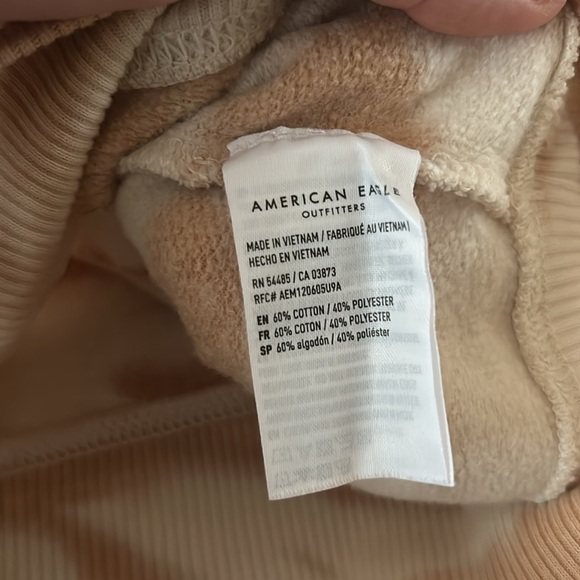 AMERICAN EAGLE
OUTFITTERS
MADE IN VIETNAM / FABRIQUÉ AU VIETNAM /
HECHO EN VIETNAM
RN 54485 / CA 03873
RFC# AEM120605U9A
EN 60% COTTON / 40% POLYESTER
FR 60% COTON / 40% POLYESTER
SP 60% algodón / 40% poliéster